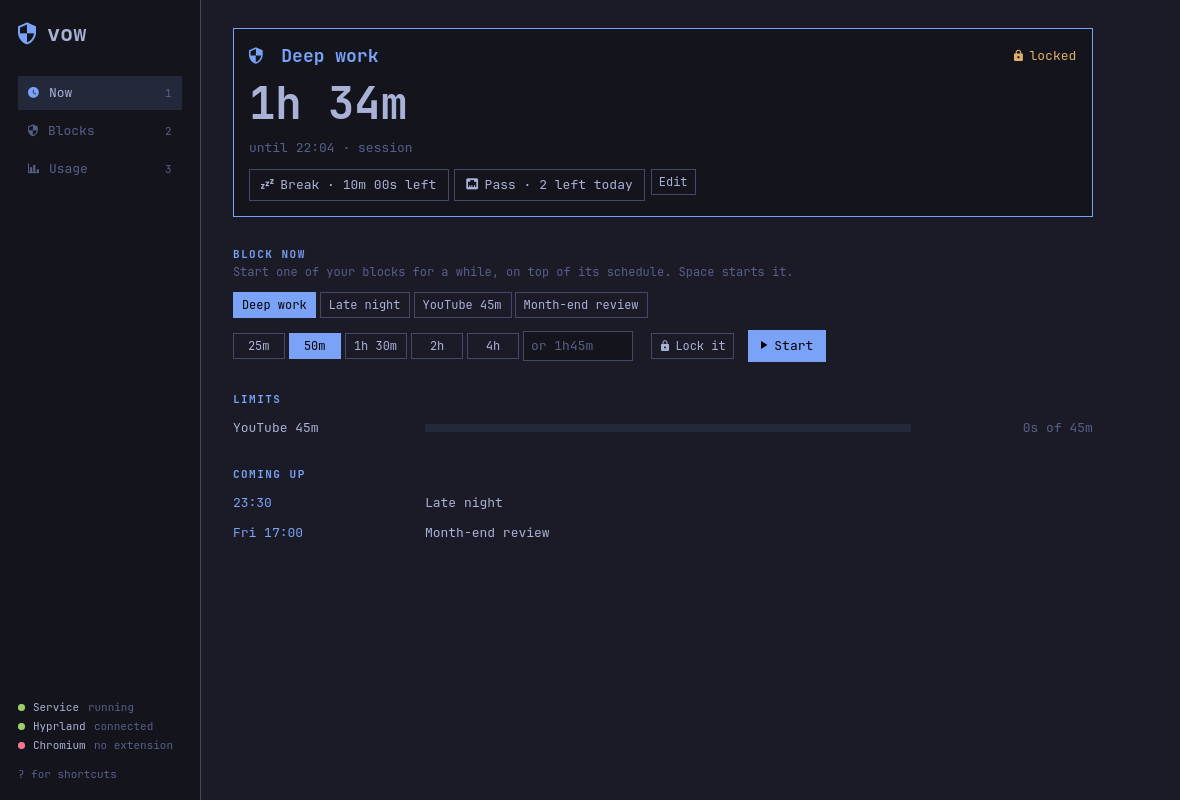 vow
Now 1
Blocks 2
Usage 3
Deep work
locked
1h 34m
until 22:04 · session
Break · 10m 00s left
Pass · 2 left today
Edit
BLOCK NOW
Start one of your blocks for a while, on top of its schedule. Space starts it.
Deep work
Late night
YouTube 45m
Month-end review
25m
50m
1h 30m
2h
4h
or 1h45m
Lock it
Start
LIMITS
YouTube 45m
0s of 45m
COMING UP
23:30 Late night
Fri 17:00 Month-end review
Service running
Hyprland connected
Chromium no extension
? for shortcuts